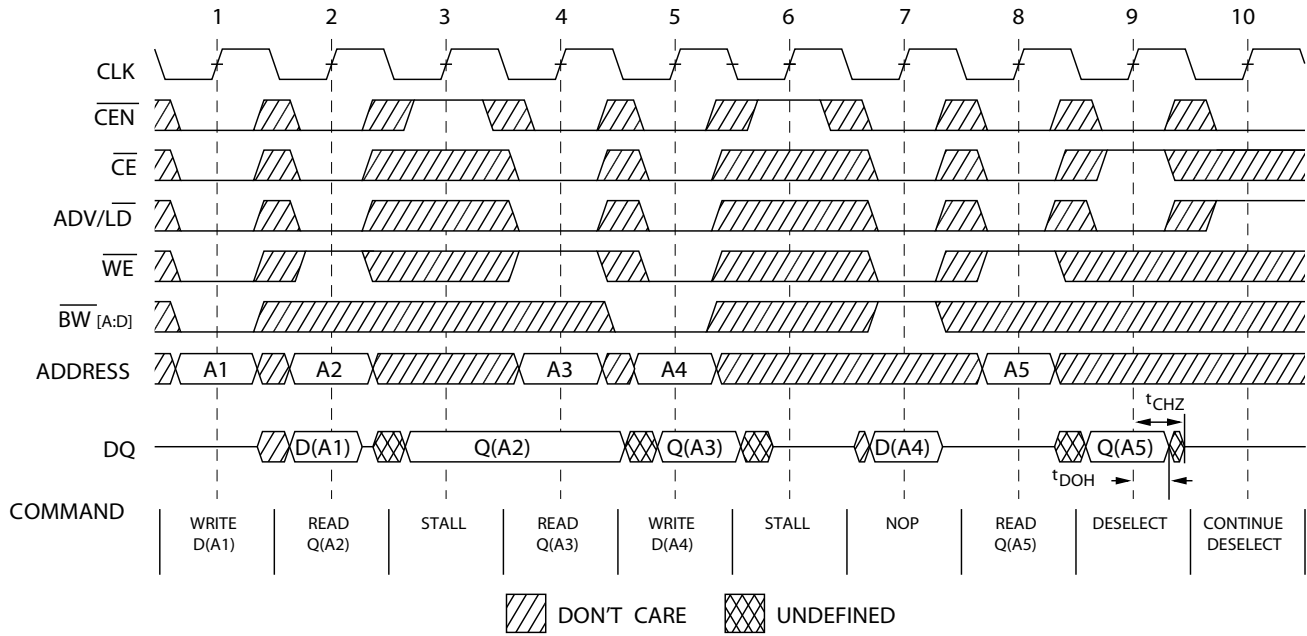 1 2 3 4 5 6 7 8 9 10
CLK
CEN
CE
ADV/LD
WE
BW [A:D]
ADDRESS A1 A2 A3 A4 A5
tCHZ
DQ D(A1) Q(A2) Q(A3) D(A4) Q(A5)
tDOH
COMMAND
WRITE READ STALL READ WRITE STALL NOP READ DESELECT CONTINUE
D(A1) Q(A2) Q(A3) D(A4) Q(A5) DESELECT
DON'T CARE UNDEFINED